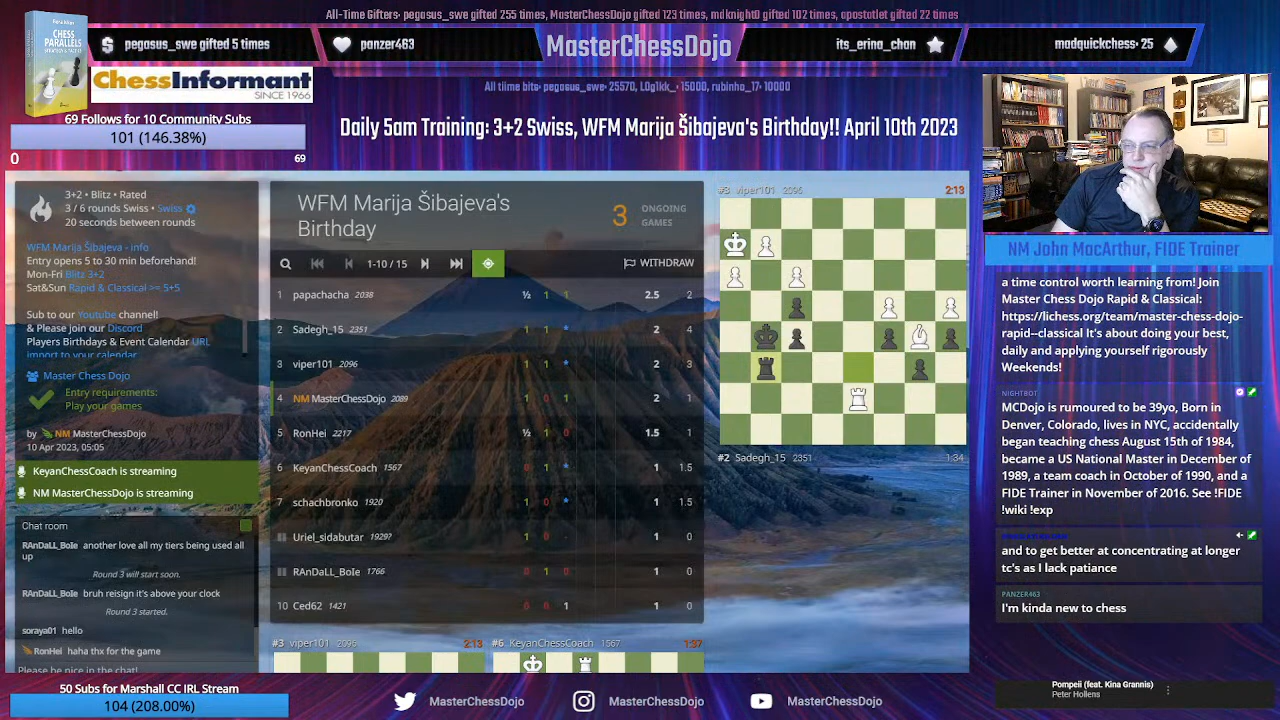 All-Time Gifters• pegasus_swe gifted 255 times, MasterChessDojo gifted 123 times, mdknight0 gifted 102 times, apostatlet gifted 22 times
CHESS
PARALLELS
pegasus_swe gifted 5 times
panzer463
MasterChessDojo
its_erina_chan
madquickchess• 25
ChessInformant
SINCE 1966
All tiime bits• pegasus_swe• 25570, L0g1kk_• 15000, rubinho_17• 10000
69 Follows for 10 Community Subs
101 (146.38%)
0
69
Daily 5am Training: 3+2 Swiss, WFM Marija Šibajeva's Birthday!! April 10th 2023
3+2 • Blitz • Rated
3 / 6 rounds Swiss • Swiss
20 seconds between rounds
WFM Marija Šibajeva - info
Entry opens 5 to 30 min beforehand!
Mon-Fri Blitz 3+2
Sat&Sun Rapid & Classical >= 5+5
Sub to our Youtube channel!
& Please join our Discord
Players Birthdays & Event Calendar URL
import to your calendar
Master Chess Dojo
Entry requirements:
Play your games
by NM MasterChessDojo
10 Apr 2023, 05:05
KeyanChessCoach is streaming
NM MasterChessDojo is streaming
Chat room
RAnDaLL_BoIe another love all my tiers being used all
up
Round 3 will start soon.
RAnDaLL_BoIe bruh reisign it's above your clock
Round 3 started.
soraya01 hello
RonHei haha thx for the game
Please be nice in the chat!
WFM Marija Šibajeva's
Birthday
3 ONGOING
GAMES
1-10 / 15
WITHDRAW
1 papachacha 2038 ½ 1 1 2.5 2
2 Sadegh_15 2351 1 1 * 2 4
3 viper101 2096 1 1 * 2 3
4 NM MasterChessDojo 2089 1 0 1 2 1
5 RonHei 2217 ½ 1 0 1.5 1
6 KeyanChessCoach 1567 0 1 * 1 1.5
7 schachbronko 1920 1 0 * 1 1.5
Uriel_sidabutar 1929? 1 0 - 1 0
RAnDaLL_BoIe 1766 0 1 0 1 0
10 Ced62 1421 0 0 1 1 0
#3 viper101 2096 2:13
#6 KeyanChessCoach 1567 1:37
#3 viper101 2096 2:13
#2 Sadegh_15 2351 1:34
NM John MacArthur, FIDE Trainer
a time control worth learning from! Join
Master Chess Dojo Rapid & Classical:
https://lichess.org/team/master-chess-dojo-
rapid--classical It's about doing your best,
daily and applying yourself rigorously
Weekends!
NIGHTBOT
MCDojo is rumoured to be 39yo, Born in
Denver, Colorado, lives in NYC, accidentally
began teaching chess August 15th of 1984,
became a US National Master in December of
1989, a team coach in October of 1990, and
a FIDE Trainer in November of 2016. See !FIDE
!wiki !exp
and to get better at concentrating at longer
tc's as I lack patiance
PANZER463
I'm kinda new to chess
50 Subs for Marshall CC IRL Stream
104 (208.00%)
MasterChessDojo
MasterChessDojo
MasterChessDojo
Pompeii (feat. Kina Grannis)
Peter Hollens